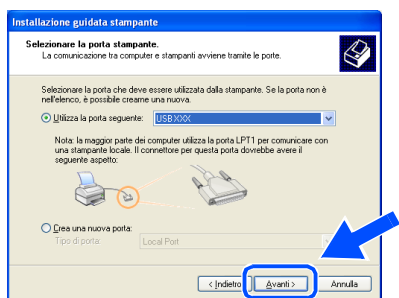 Installazione guidata stampante
Selezionare la porta stampante.
La comunicazione tra computer e stampanti avviene tramite le porte.
Selezionare la porta che deve essere utilizzata dalla stampante. Se la porta non è
nell'elenco, è possibile crearne una nuova.
Utilizza la porta seguente: USBXXX
Nota: la maggior parte dei computer utilizza la porta LPT1 per comunicare con
una stampante locale. Il connettore per questa porta dovrebbe avere il
seguente aspetto:
Crea una nuova porta:
Tipo di porta: Local Port
< Indietro Avanti > Annulla